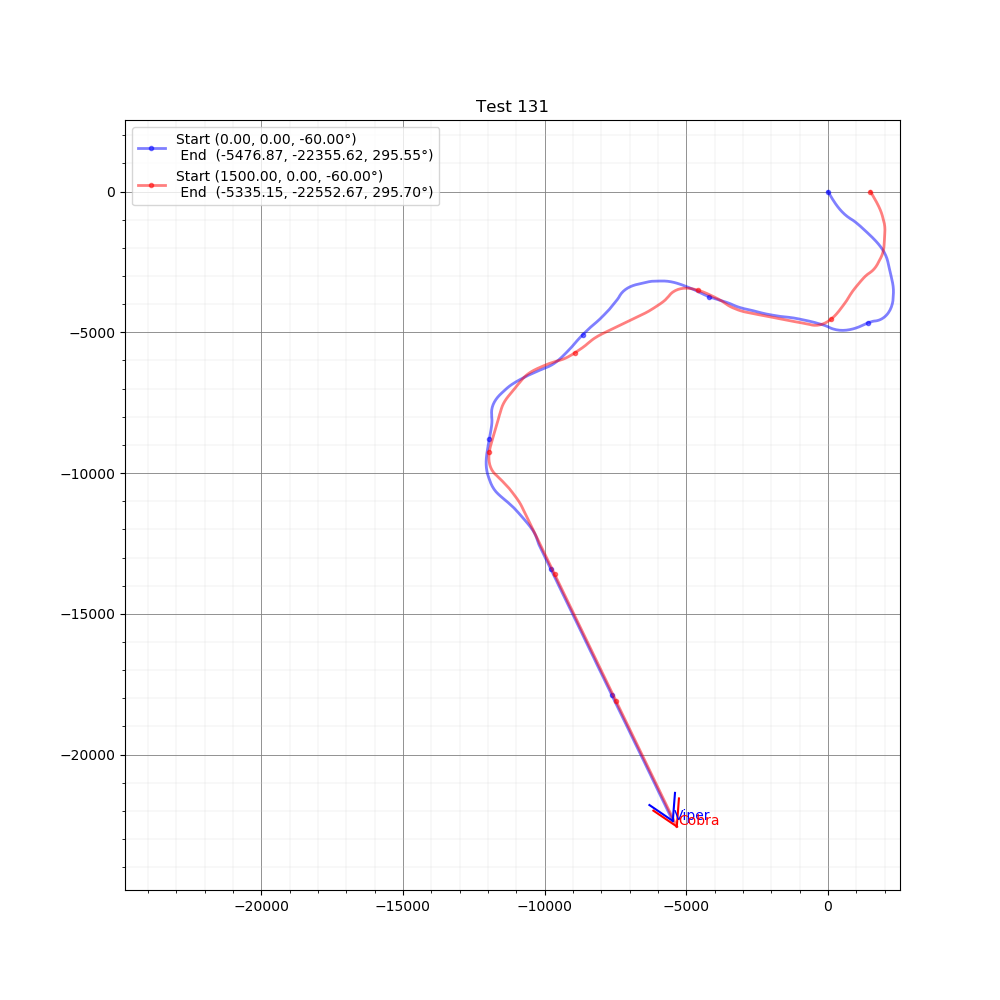 Test 131
Start (0.00, 0.00, -60.00°)
End (-5476.87, -22355.62, 295.55°)
Start (1500.00, 0.00, -60.00°)
End (-5335.15, -22552.67, 295.70°)
0
−5000
−10000
−15000
−20000
Viper
Cobra
−20000
−15000
−10000
−5000
0